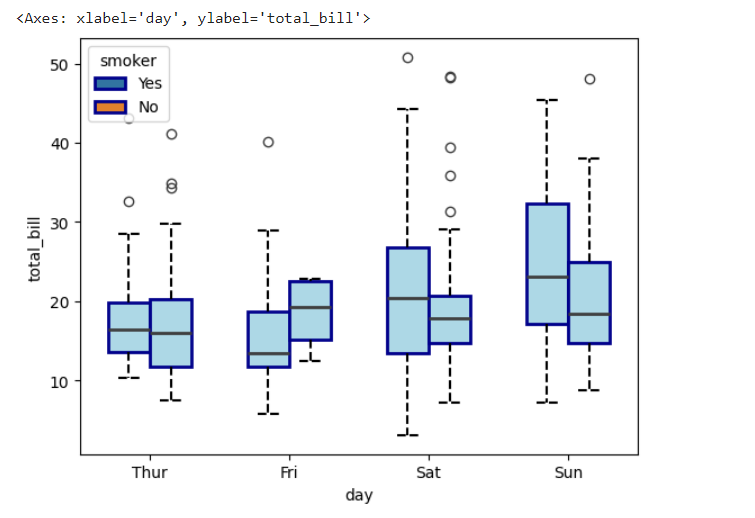 <Axes: xlabel='day', ylabel='total_bill'>
smoker
Yes
No
50
40
30
20
10
total_bill
Thur Fri Sat Sun
day